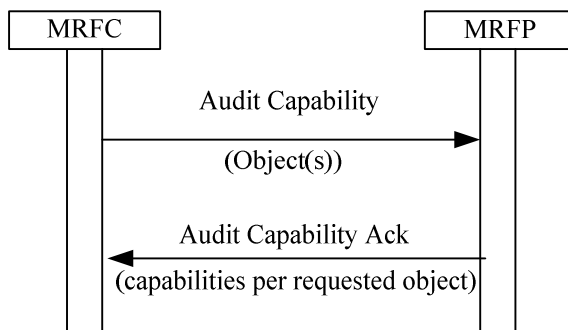 MRFC
MRFP
Audit Capability
(Object(s))
Audit Capability Ack
(capabilities per requested object)